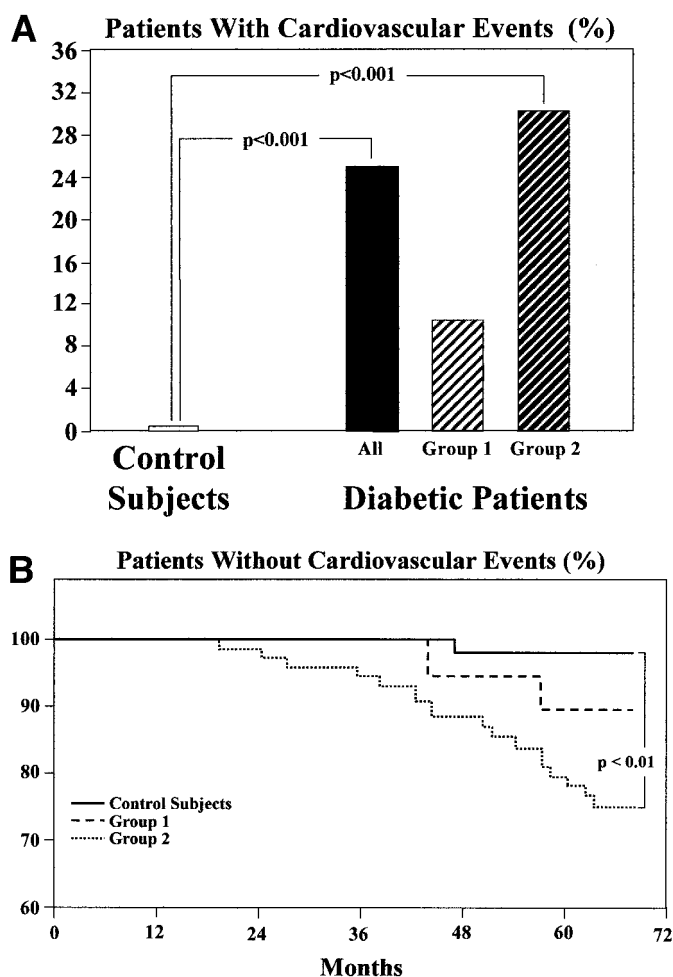 A
Patients With Cardiovascular Events (%)
36
32
28
24
20
16
12
8
4
0
p<0.001
p<0.001
All
Group 1
Group 2
Control
Subjects
Diabetic Patients
B
Patients Without Cardiovascular Events (%)
100
90
80
70
60
p < 0.01
Control Subjects
Group 1
Group 2
0
12
24
36
48
60
72
Months